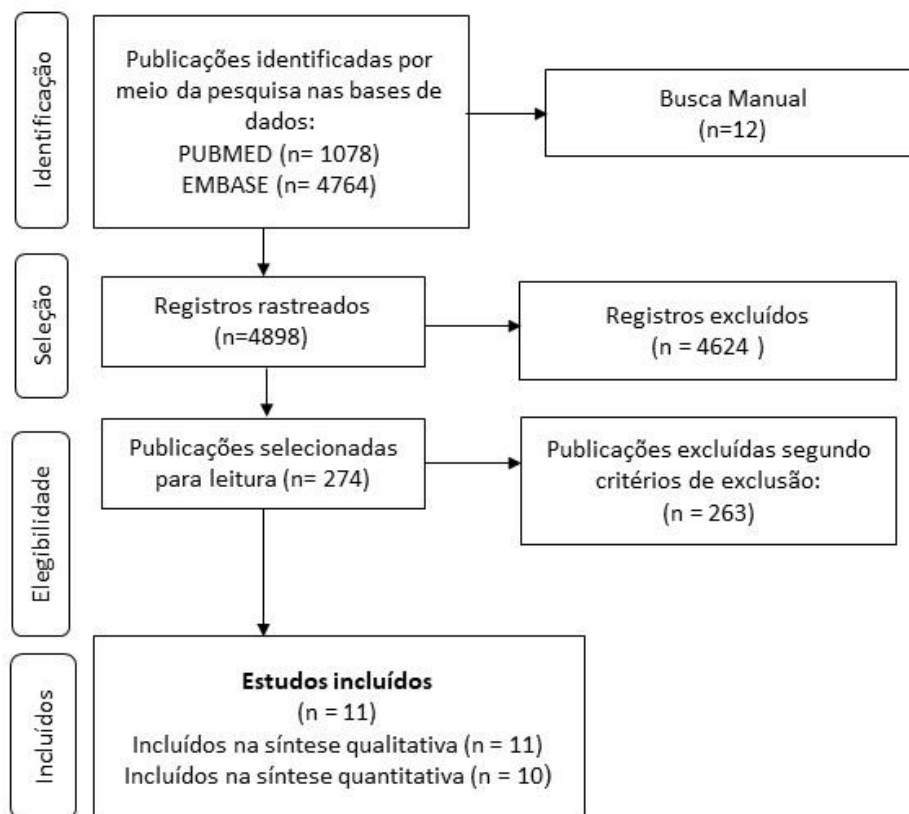 Identificação
Publicações identificadas por
meio da pesquisa nas bases de
dados:
PUBMED (n= 1078)
EMBASE (n= 4764)
Busca Manual
(n=12)
Seleção
Registros rastreados
(n=4898)
Registros excluídos
(n = 4624 )
Elegibilidade
Publicações selecionadas
para leitura (n= 274)
Publicações excluídas segundo
critérios de exclusão:
(n = 263)
Incluídos
Estudos incluídos
(n = 11)
Incluídos na síntese qualitativa (n = 11)
Incluídos na síntese quantitativa (n = 10)